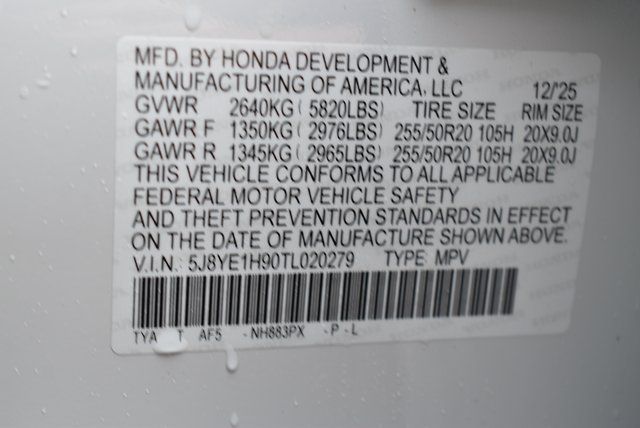 MFD. BY HONDA DEVELOPMENT &
MANUFACTURING OF AMERICA, LLC 12/25
GVWR 2640KG ( 5820LBS) TIRE SIZE RIM SIZE
GAWR F 1350KG ( 2976LBS) 255/50R20 105H 20X9.0J
GAWR R 1345KG ( 2965LBS) 255/50R20 105H 20X9.0J
THIS VEHICLE CONFORMS TO ALL APPLICABLE
FEDERAL MOTOR VEHICLE SAFETY
AND THEFT PREVENTION STANDARDS IN EFFECT
ON THE DATE OF MANUFACTURE SHOWN ABOVE.
V.I.N. 5J8YE1H90TL020279 TYPE: MPV
TYA T AF5 - NH883PX - P - L